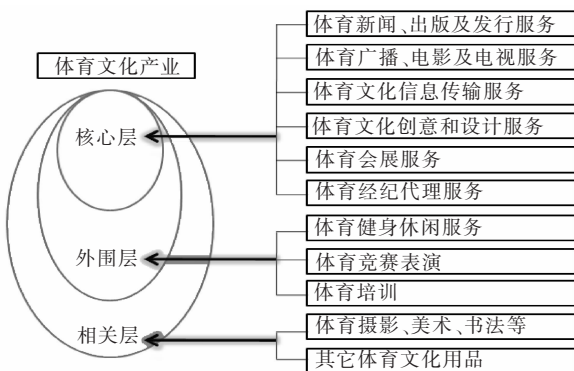 体育文化产业
核心层
外围层
相关层
体育新闻、出版及发行服务
体育广播、电影及电视服务
体育文化信息传输服务
体育文化创意和设计服务
体育会展服务
体育经纪代理服务
体育健身休闲服务
体育竞赛表演
体育培训
体育摄影、美术、书法等
其它体育文化用品